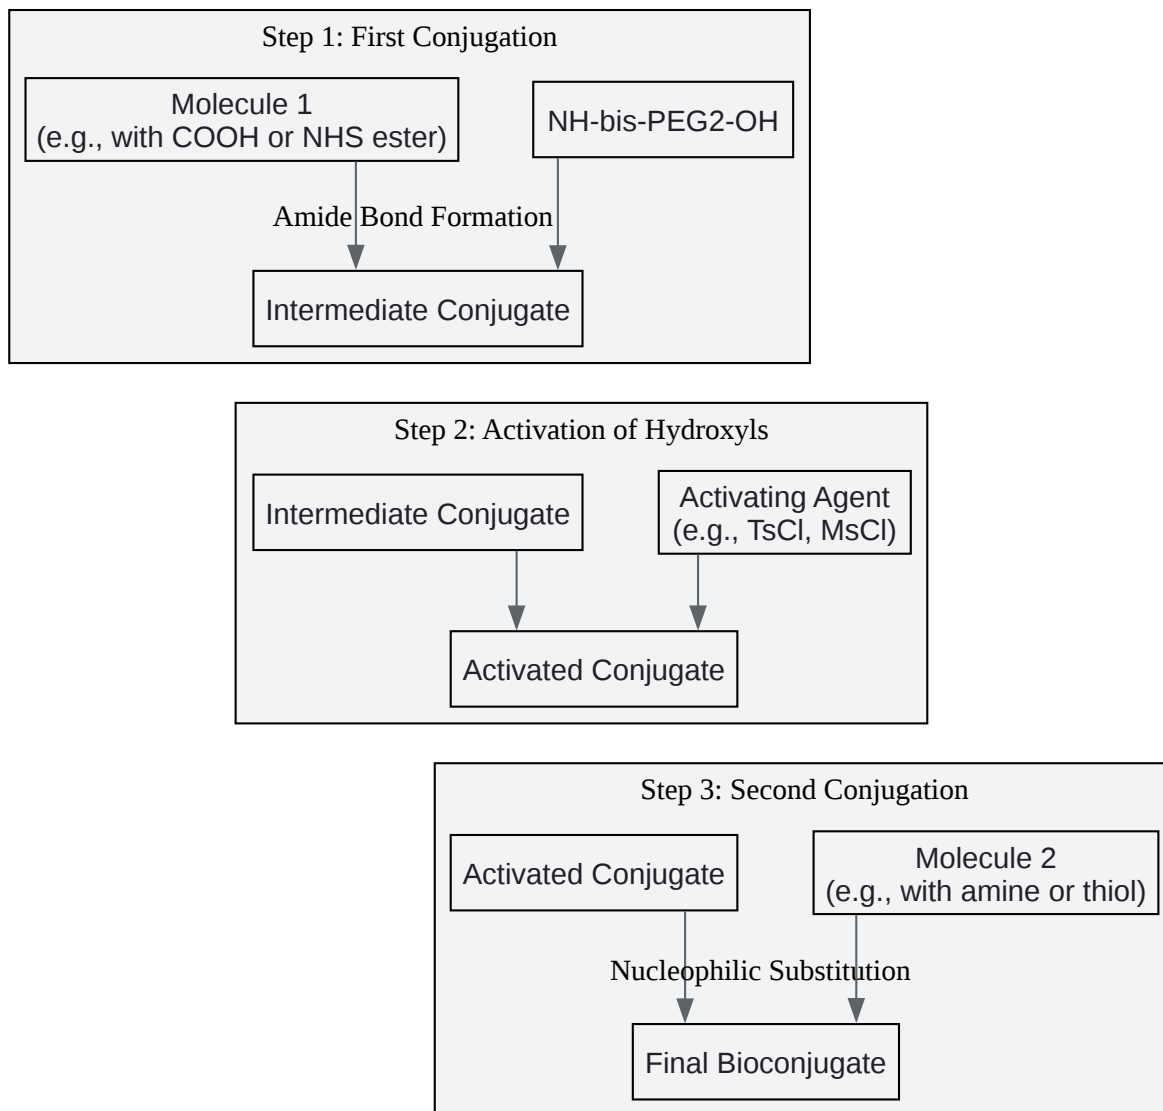 Step 1: First Conjugation
Molecule 1
(e.g., with COOH or NHS ester)
NH-bis-PEG2-OH
Amide Bond Formation
Intermediate Conjugate
Step 2: Activation of Hydroxyls
Intermediate Conjugate
Activating Agent
(e.g., TsCl, MsCl)
Activated Conjugate
Step 3: Second Conjugation
Activated Conjugate
Molecule 2
(e.g., with amine or thiol)
Nucleophilic Substitution
Final Bioconjugate